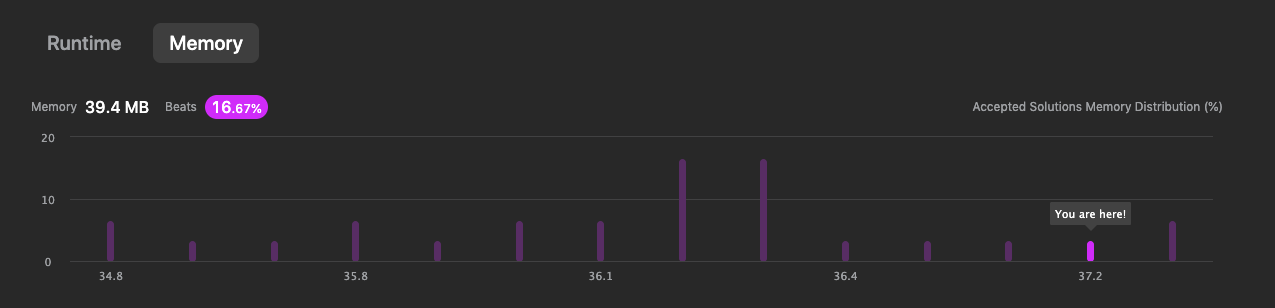 Runtime Memory
Memory 39.4 MB Beats 16.67% Accepted Solutions Memory Distribution (%)
20
10
You are here!
0
34.8 35.8 36.1 36.4 37.2